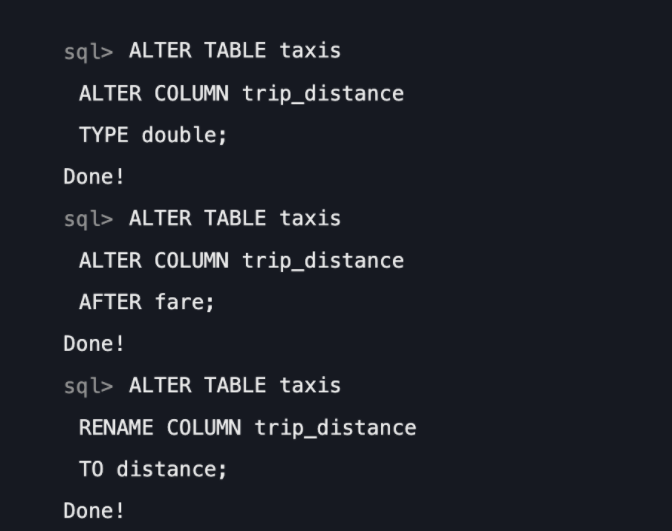 sql> ALTER TABLE taxis
ALTER COLUMN trip_distance
TYPE double;
Done!
sql> ALTER TABLE taxis
ALTER COLUMN trip_distance
AFTER fare;
Done!
sql> ALTER TABLE taxis
RENAME COLUMN trip_distance
TO distance;
Done!